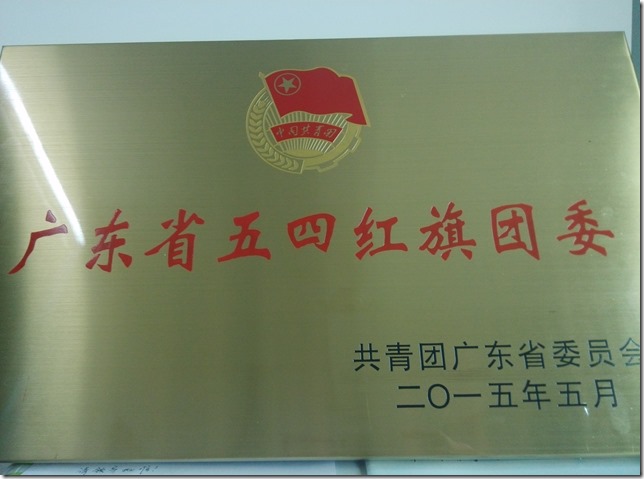 中国共青团
广东省五四红旗团委
共青团广东省委员会
二〇一五年五月